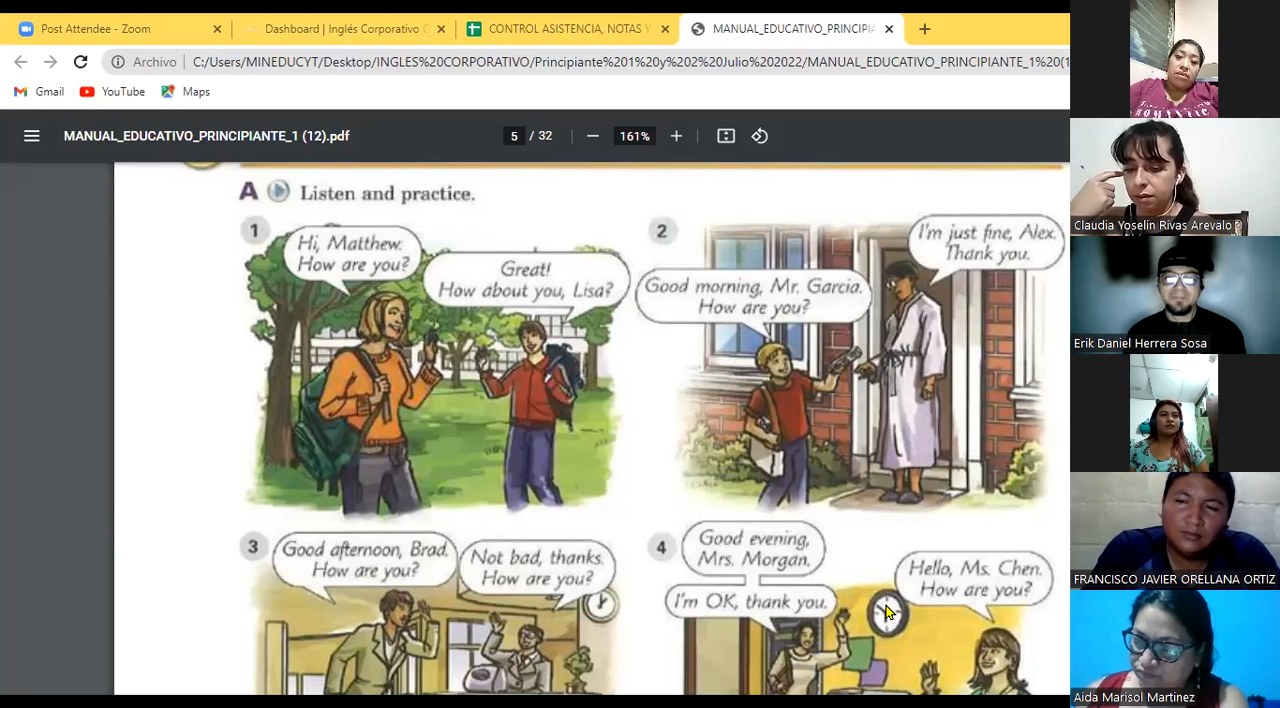 Post Attendee - Zoom
Dashboard | Inglés Corporativo
CONTROL ASISTENCIA, NOTAS Y
MANUAL_EDUCATIVO_PRINCIPIA
Archivo
C:/Users/MINEDUCYT/Desktop/INGLES%20CORPORATIVO/Principiante%201%20y%202%20Julio%202022/MANUAL_EDUCATIVO_PRINCIPIANTE_1%20(1
Gmail
YouTube
Maps
MANUAL_EDUCATIVO_PRINCIPIANTE_1 (12).pdf
5 / 32
161%
A Listen and practice.
1
Hi, Matthew.
How are you?
Great!
How about you, Lisa?
2
Good morning, Mr. Garcia.
How are you?
I'm just fine, Alex.
Thank you.
3
Good afternoon, Brad.
How are you?
Not bad, thanks.
How are you?
4
Good evening,
Mrs. Morgan.
Hello, Ms. Chen.
How are you?
I'm OK, thank you.
Claudia Yoselin Rivas Arevalo
Erik Daniel Herrera Sosa
FRANCISCO JAVIER ORELLANA ORTIZ
Aida Marisol Martinez